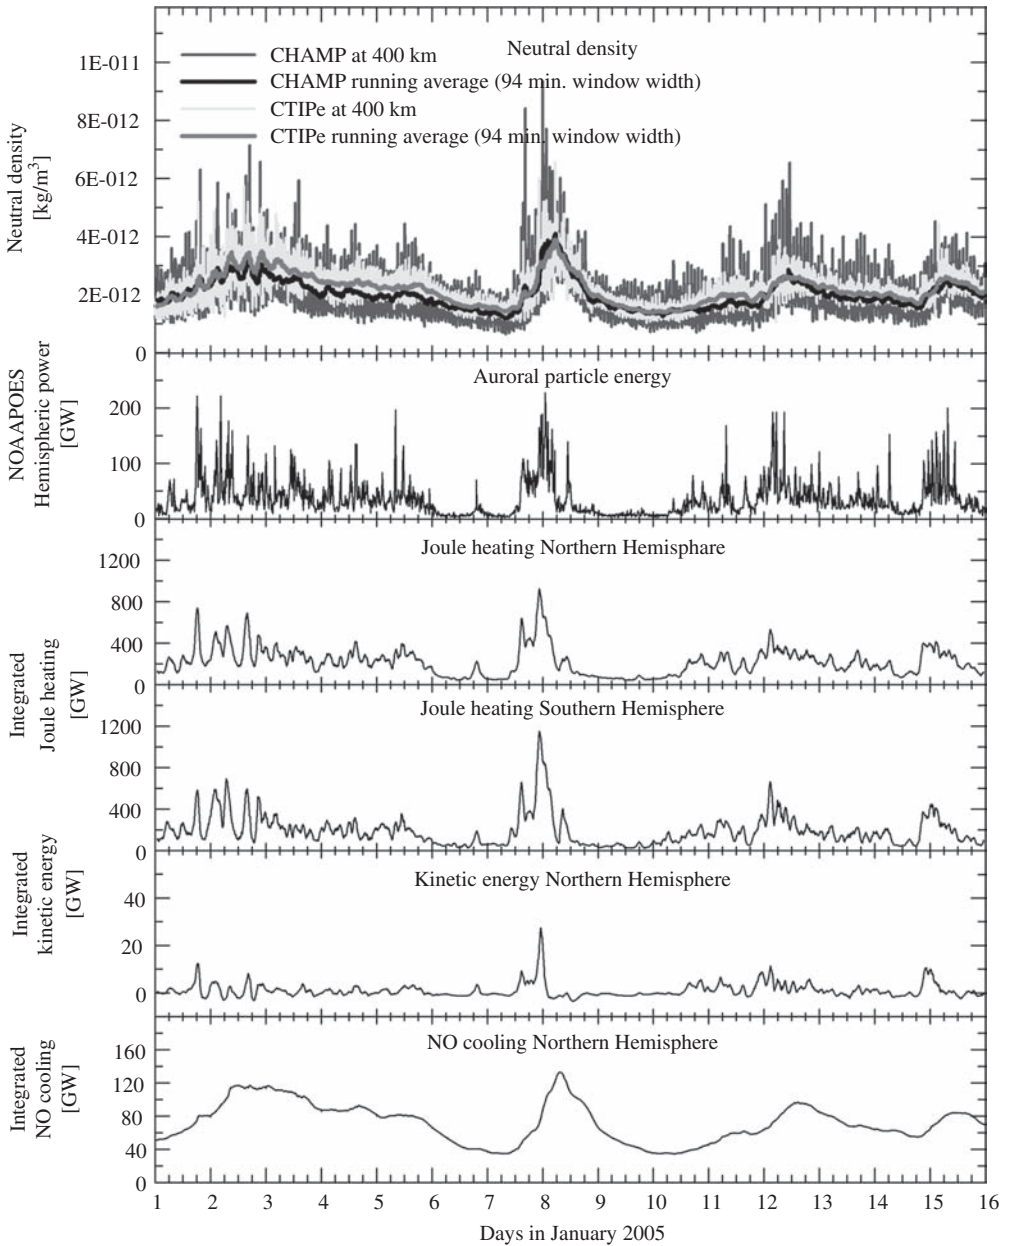 Neutral density
CHAMP at 400 km
CHAMP running average (94 min. window width)
CTIPe at 400 km
CTIPe running average (94 min. window width)
Neutral density
[kg/m³]
1E-011
8E-012
6E-012
4E-012
2E-012
0
Auroral particle energy
NOAAPOES
Hemispheric power
[GW]
200
100
0
Joule heating Northern Hemisphare
Integrated
Joule heating
[GW]
1200
800
400
0
Joule heating Southern Hemisphere
1200
800
400
0
Kinetic energy Northern Hemisphere
Integrated
kinetic energy
[GW]
40
20
0
NO cooling Northern Hemisphere
Integrated
NO cooling
[GW]
160
120
80
40
0
1 2 3 4 5 6 7 8 9 10 11 12 13 14 15 16
Days in January 2005